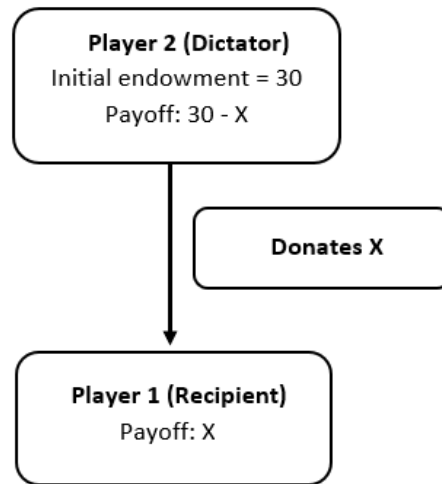 Player 2 (Dictator)
Initial endowment = 30
Payoff: 30 - X
Donates X
Player 1 (Recipient)
Payoff: X